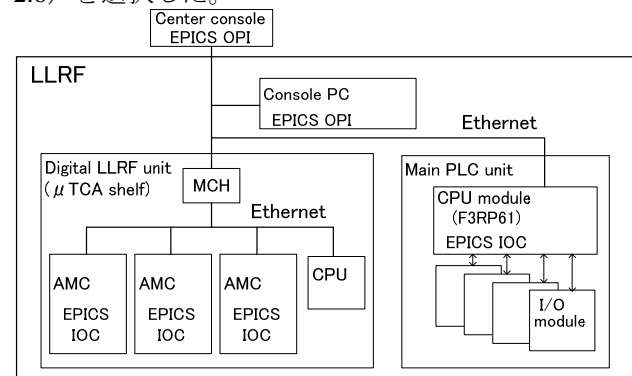 2.8) を選択した。
Center console
EPICS OPI
LLRF
Console PC
EPICS OPI
Ethernet
Digital LLRF unit
(μTCA shelf)
MCH
Ethernet
AMC
EPICS
IOC
AMC
EPICS
IOC
AMC
EPICS
IOC
CPU
Main PLC unit
CPU module
(F3RP61)
EPICS IOC
I/O
module